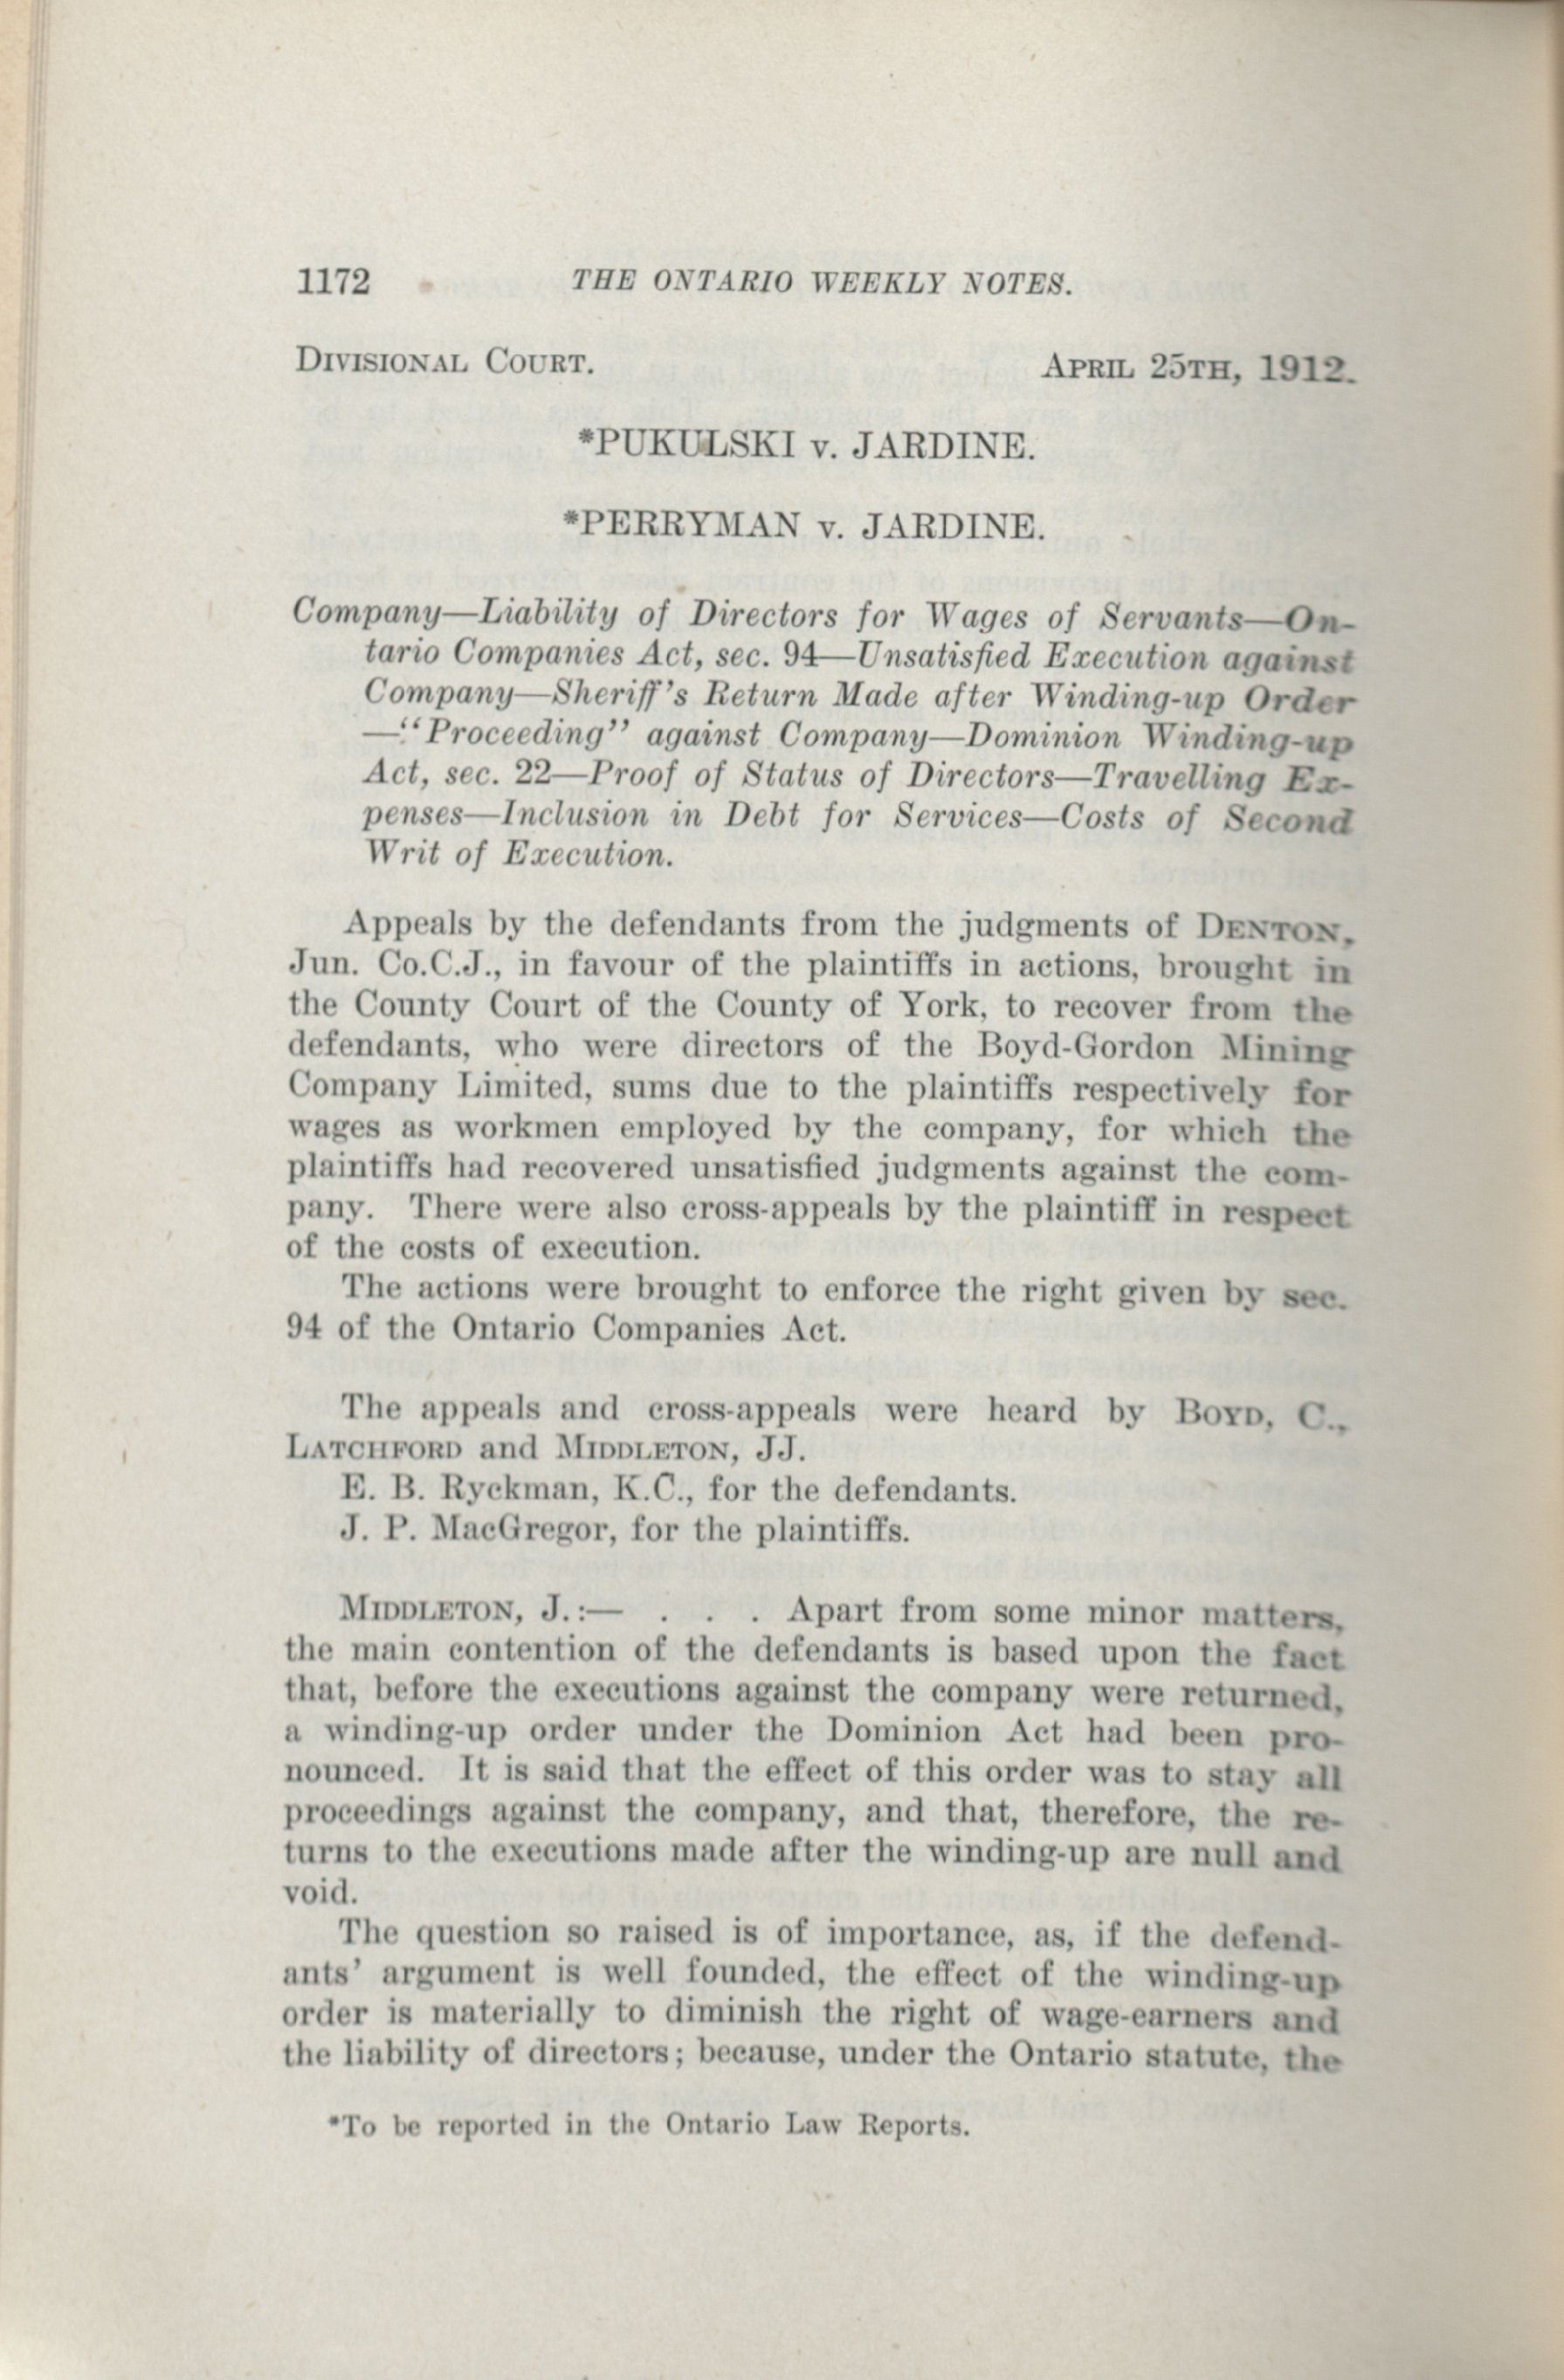 1172 THE ONTARIO WEEKLY NOTES.
DIVISIONAL COURT. APRIL 25TH, 1912.
*PUKULSKI v. JARDINE.
*PERRYMAN v. JARDINE.
Company—Liability of Directors for Wages of Servants—On-
tario Companies Act, sec. 94—Unsatisfied Execution against
Company—Sheriff's Return Made after Winding-up Order
—"Proceeding" against Company—Dominion Winding-up
Act, sec. 22—Proof of Status of Directors—Travelling Ex-
penses—Inclusion in Debt for Services—Costs of Second
Writ of Execution.
Appeals by the defendants from the judgments of DENTON,
Jun. Co.C.J., in favour of the plaintiffs in actions, brought in
the County Court of the County of York, to recover from the
defendants, who were directors of the Boyd-Gordon Mining
Company Limited, sums due to the plaintiffs respectively for
wages as workmen employed by the company, for which the
plaintiffs had recovered unsatisfied judgments against the com-
pany. There were also cross-appeals by the plaintiff in respect
of the costs of execution.
The actions were brought to enforce the right given by sec.
94 of the Ontario Companies Act.
The appeals and cross-appeals were heard by BOYD, C.,
LATCHFORD and MIDDLETON, JJ.
E. B. Ryckman, K.C., for the defendants.
J. P. MacGregor, for the plaintiffs.
MIDDLETON, J.:— . . . Apart from some minor matters,
the main contention of the defendants is based upon the fact
that, before the executions against the company were returned,
a winding-up order under the Dominion Act had been pro-
nounced. It is said that the effect of this order was to stay all
proceedings against the company, and that, therefore, the re-
turns to the executions made after the winding-up are null and
void.
The question so raised is of importance, as, if the defend-
ants' argument is well founded, the effect of the winding-up
order is materially to diminish the right of wage-earners and
the liability of directors; because, under the Ontario statute, the
*To be reported in the Ontario Law Reports.